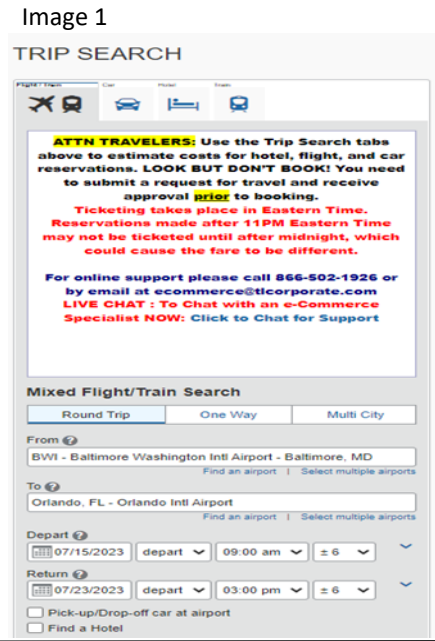 Image 1
TRIP SEARCH
Flight / Train Car Hotel Train
ATTN TRAVELERS: Use the Trip Search tabs
above to estimate costs for hotel, flight, and car
reservations. LOOK BUT DON'T BOOK! You need
to submit a request for travel and receive
approval prior to booking.
Ticketing takes place in Eastern Time.
Reservations made after 11PM Eastern Time
may not be ticketed until after midnight, which
could cause the fare to be different.
For online support please call 866-502-1926 or
by email at ecommerce@tlcorporate.com
LIVE CHAT : To Chat with an e-Commerce
Specialist NOW: Click to Chat for Support
Mixed Flight/Train Search
Round Trip One Way Multi City
From ?
BWI - Baltimore Washington Intl Airport - Baltimore, MD
Find an airport | Select multiple airports
To ?
Orlando, FL - Orlando Intl Airport
Find an airport | Select multiple airports
Depart ?
07/15/2023 depart 09:00 am ± 6
Return ?
07/23/2023 depart 03:00 pm ± 6
Pick-up/Drop-off car at airport
Find a Hotel